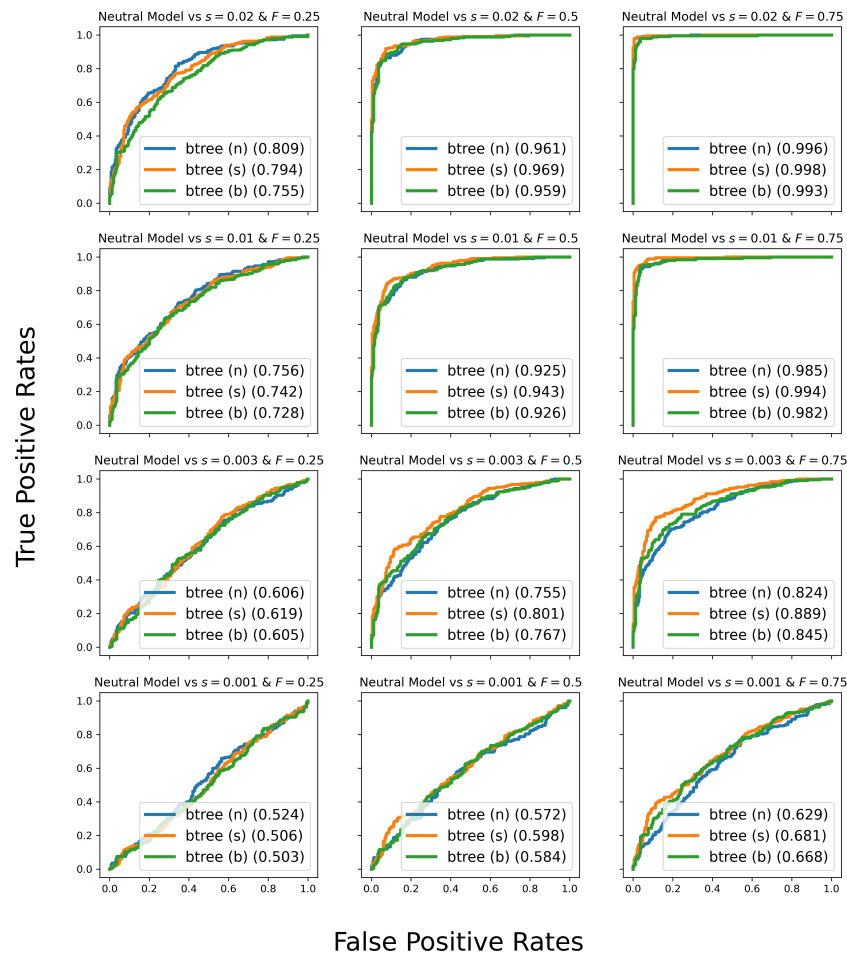 Neutral Model vs s = 0.02 & F = 0.25
1.0
0.8
0.6
0.4
0.2
0.0
btree (n) (0.809)
btree (s) (0.794)
btree (b) (0.755)
Neutral Model vs s = 0.02 & F = 0.5
btree (n) (0.961)
btree (s) (0.969)
btree (b) (0.959)
Neutral Model vs s = 0.02 & F = 0.75
btree (n) (0.996)
btree (s) (0.998)
btree (b) (0.993)
Neutral Model vs s = 0.01 & F = 0.25
1.0
0.8
0.6
0.4
0.2
0.0
btree (n) (0.756)
btree (s) (0.742)
btree (b) (0.728)
Neutral Model vs s = 0.01 & F = 0.5
btree (n) (0.925)
btree (s) (0.943)
btree (b) (0.926)
Neutral Model vs s = 0.01 & F = 0.75
btree (n) (0.985)
btree (s) (0.994)
btree (b) (0.982)
Neutral Model vs s = 0.003 & F = 0.25
1.0
0.8
0.6
0.4
0.2
0.0
btree (n) (0.606)
btree (s) (0.619)
btree (b) (0.605)
Neutral Model vs s = 0.003 & F = 0.5
btree (n) (0.755)
btree (s) (0.801)
btree (b) (0.767)
Neutral Model vs s = 0.003 & F = 0.75
btree (n) (0.824)
btree (s) (0.889)
btree (b) (0.845)
Neutral Model vs s = 0.001 & F = 0.25
1.0
0.8
0.6
0.4
0.2
0.0
btree (n) (0.524)
btree (s) (0.506)
btree (b) (0.503)
0.0 0.2 0.4 0.6 0.8 1.0
Neutral Model vs s = 0.001 & F = 0.5
btree (n) (0.572)
btree (s) (0.598)
btree (b) (0.584)
0.0 0.2 0.4 0.6 0.8 1.0
Neutral Model vs s = 0.001 & F = 0.75
btree (n) (0.629)
btree (s) (0.681)
btree (b) (0.668)
0.0 0.2 0.4 0.6 0.8 1.0
True Positive Rates
False Positive Rates